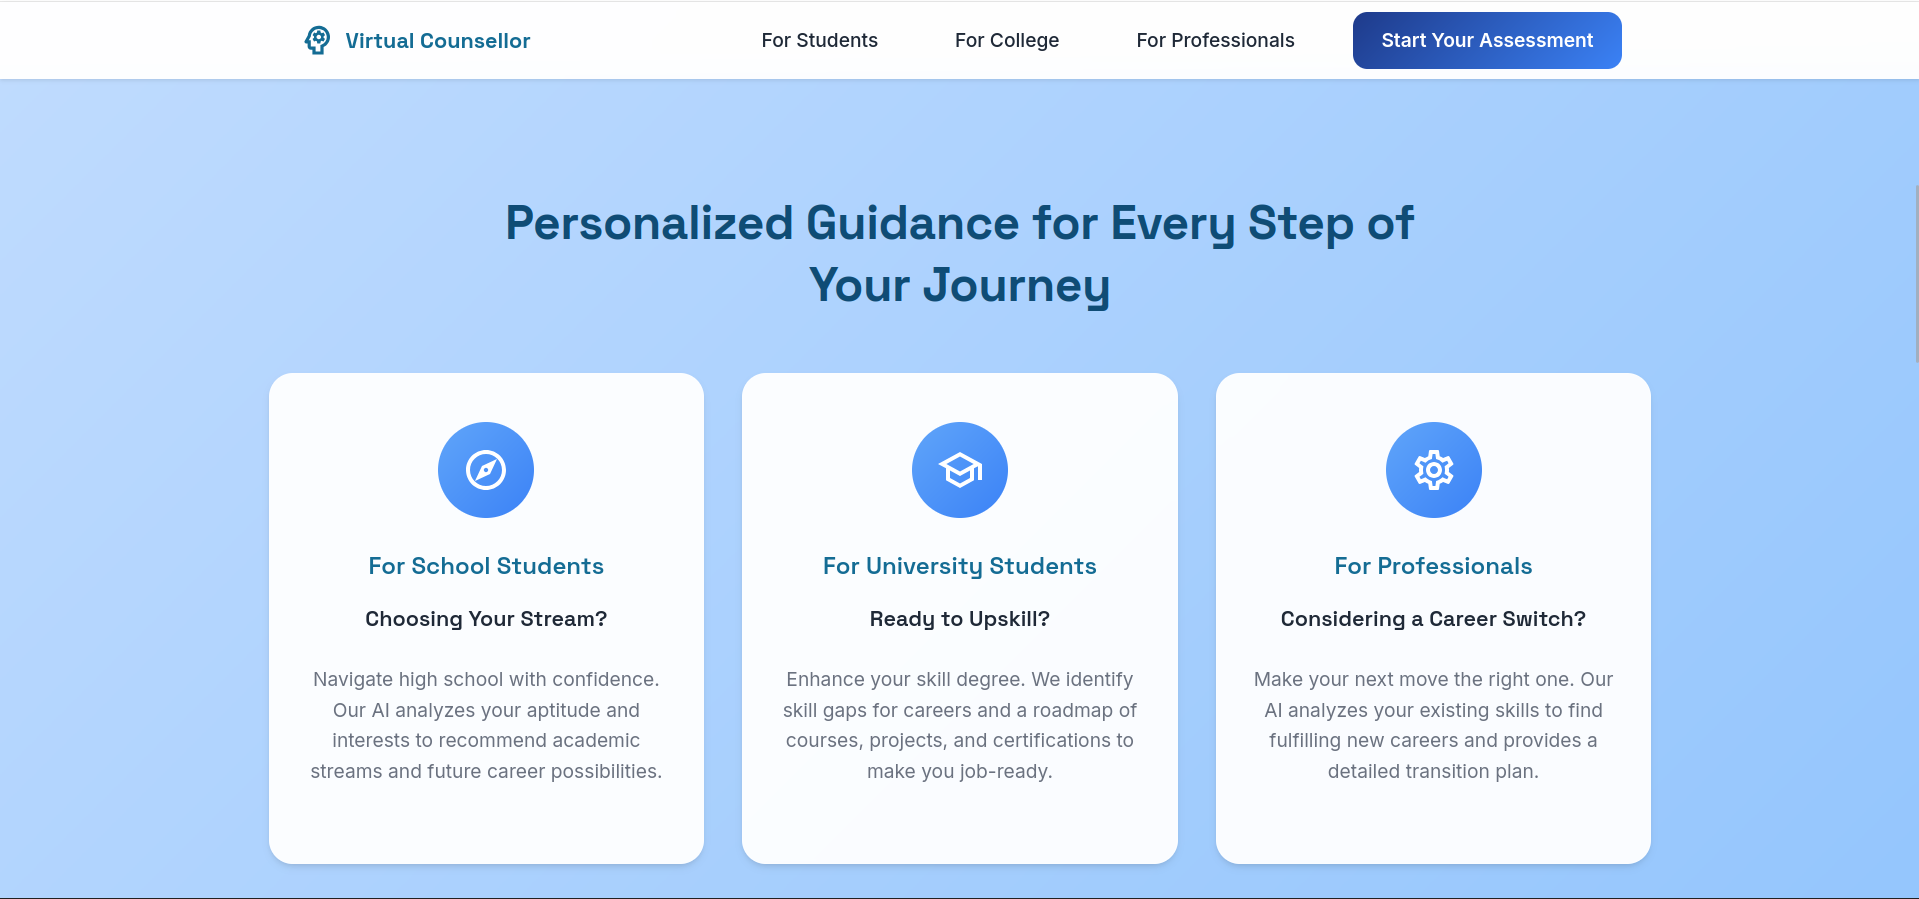 Virtual Counsellor
For Students
For College
For Professionals
Start Your Assessment
Personalized Guidance for Every Step of
Your Journey
For School Students
Choosing Your Stream?
Navigate high school with confidence.
Our AI analyzes your aptitude and
interests to recommend academic
streams and future career possibilities.
For University Students
Ready to Upskill?
Enhance your skill degree. We identify
skill gaps for careers and a roadmap of
courses, projects, and certifications to
make you job-ready.
For Professionals
Considering a Career Switch?
Make your next move the right one. Our
AI analyzes your existing skills to find
fulfilling new careers and provides a
detailed transition plan.